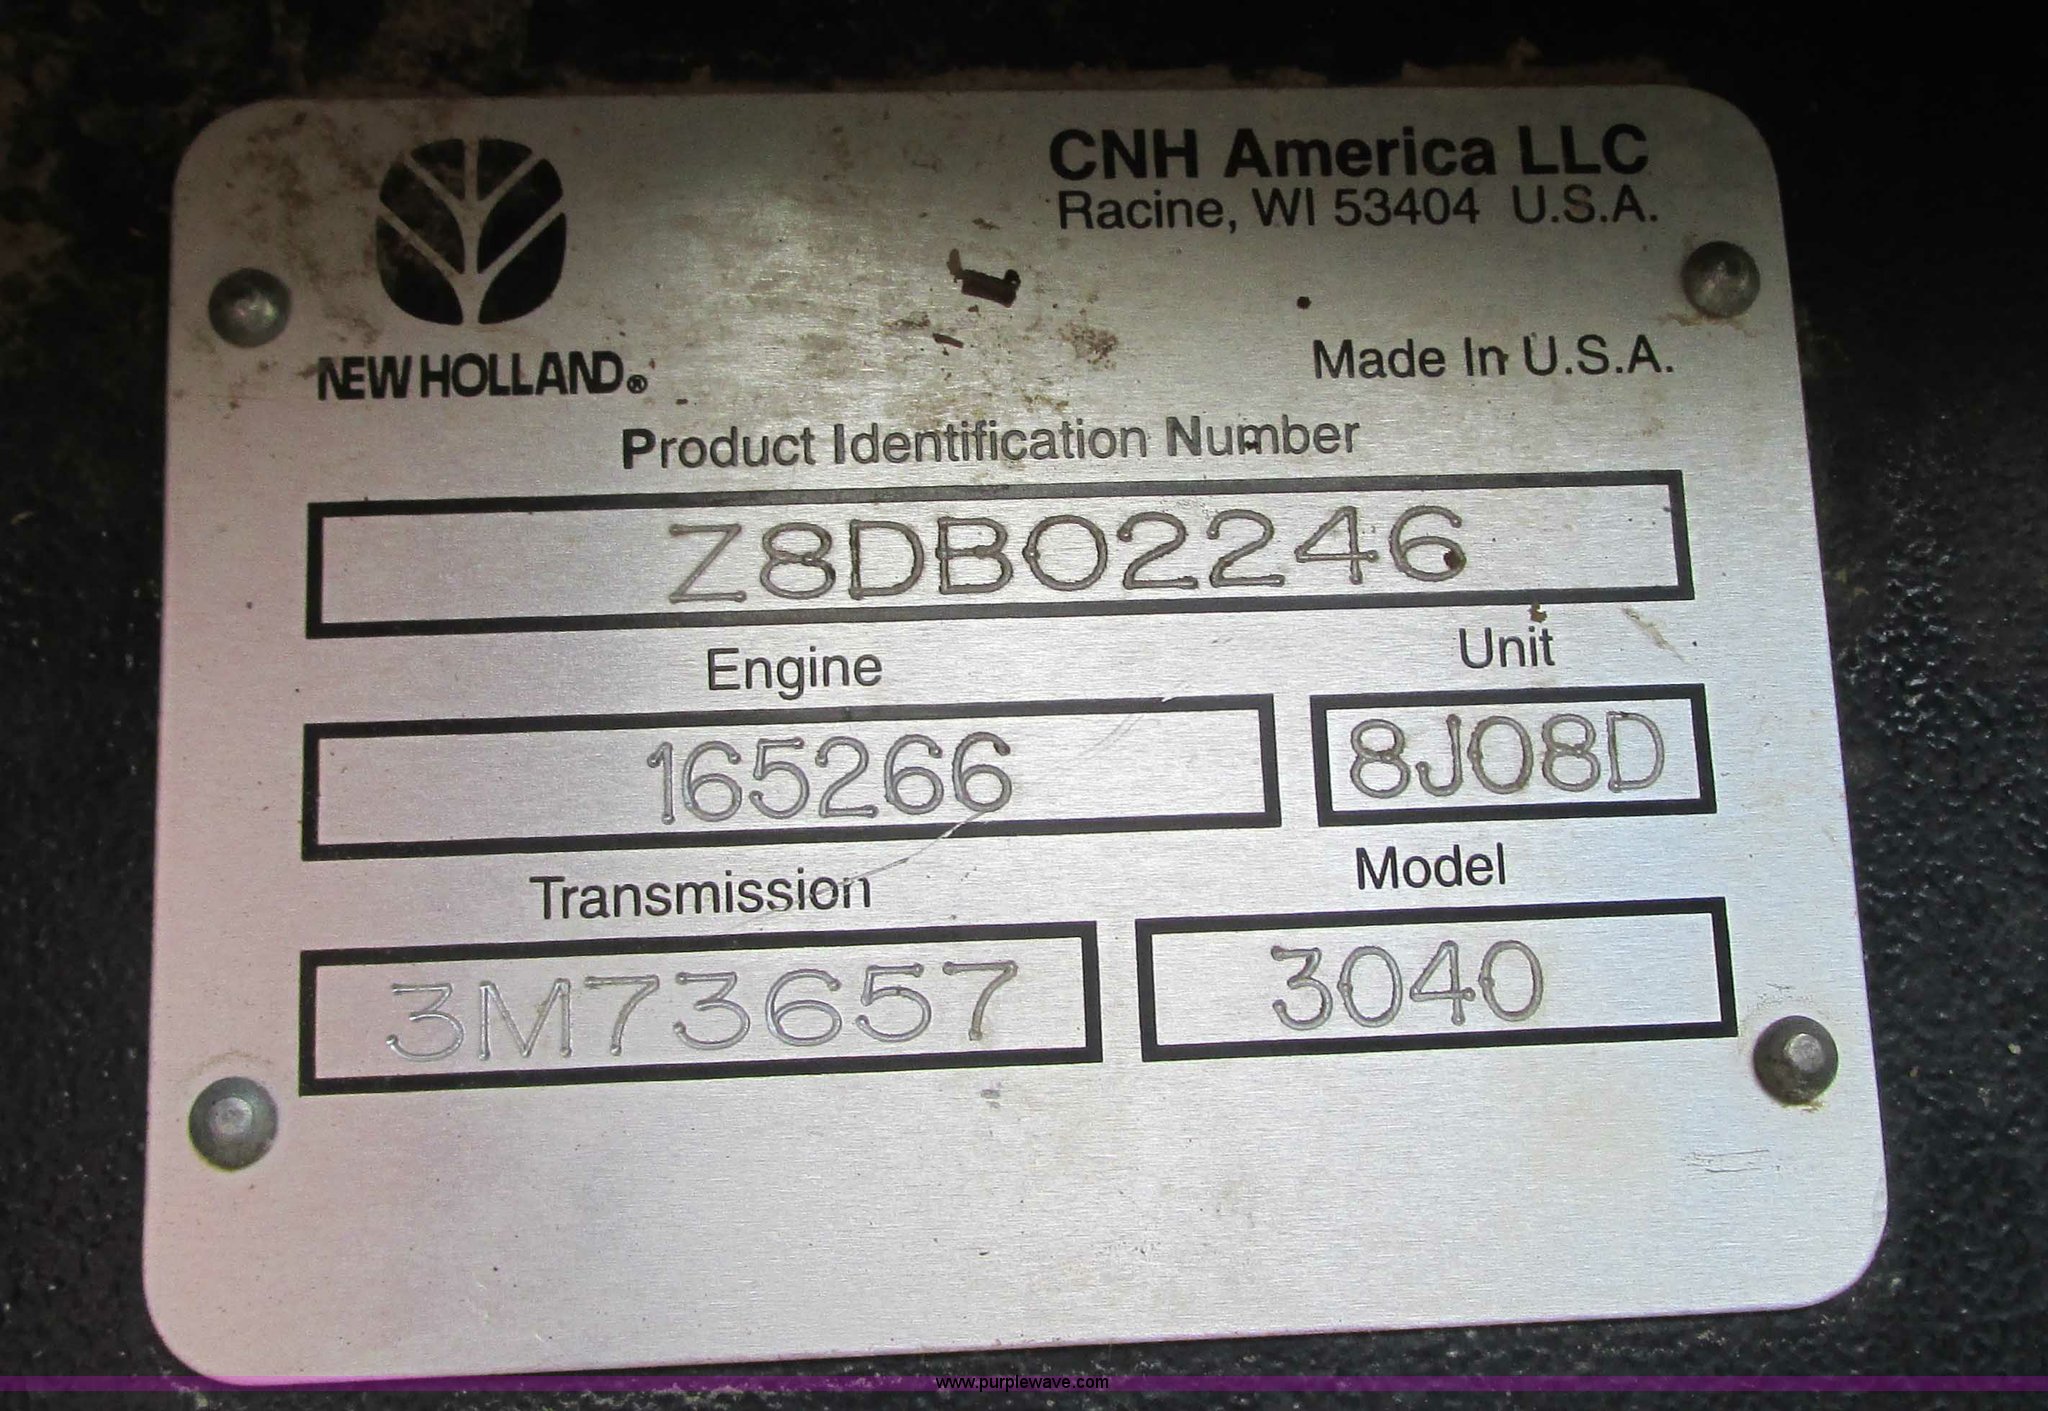 CNH America LLC
Racine, WI 53404 U.S.A.
NEW HOLLAND®
Made In U.S.A.
Product Identification Number
Z8DB02246
Engine
Unit
165266
8J08D
Transmission
Model
3M73657
3040
www.purplewave.com